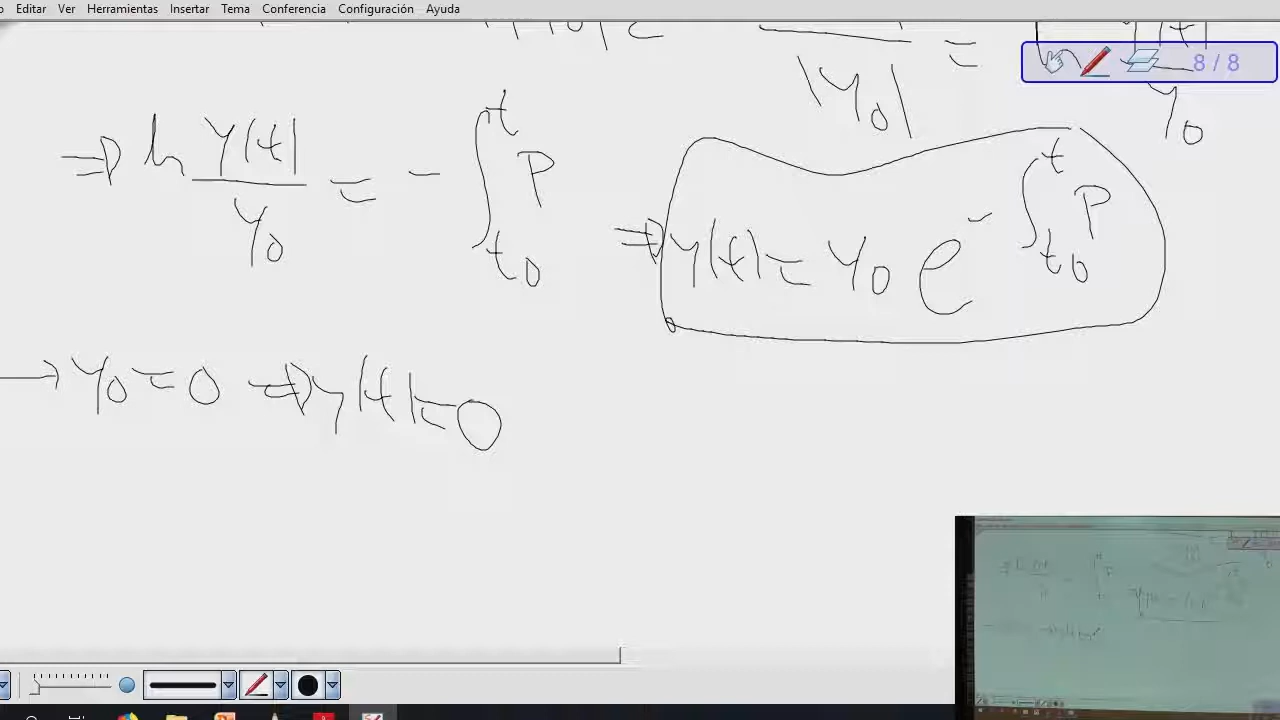 Editar Ver Herramientas Insertar Tema Conferencia Configuración Ayuda
8 / 8
|Y₀| = Y₀
⇒ ln Y(t)/Y₀ = - ∫_{t₀}^{t} P ⇒ Y(t) = Y₀ e^{-∫_{t₀}^{t} P}
→ Y₀ = 0 ⇒ Y(t) = 0